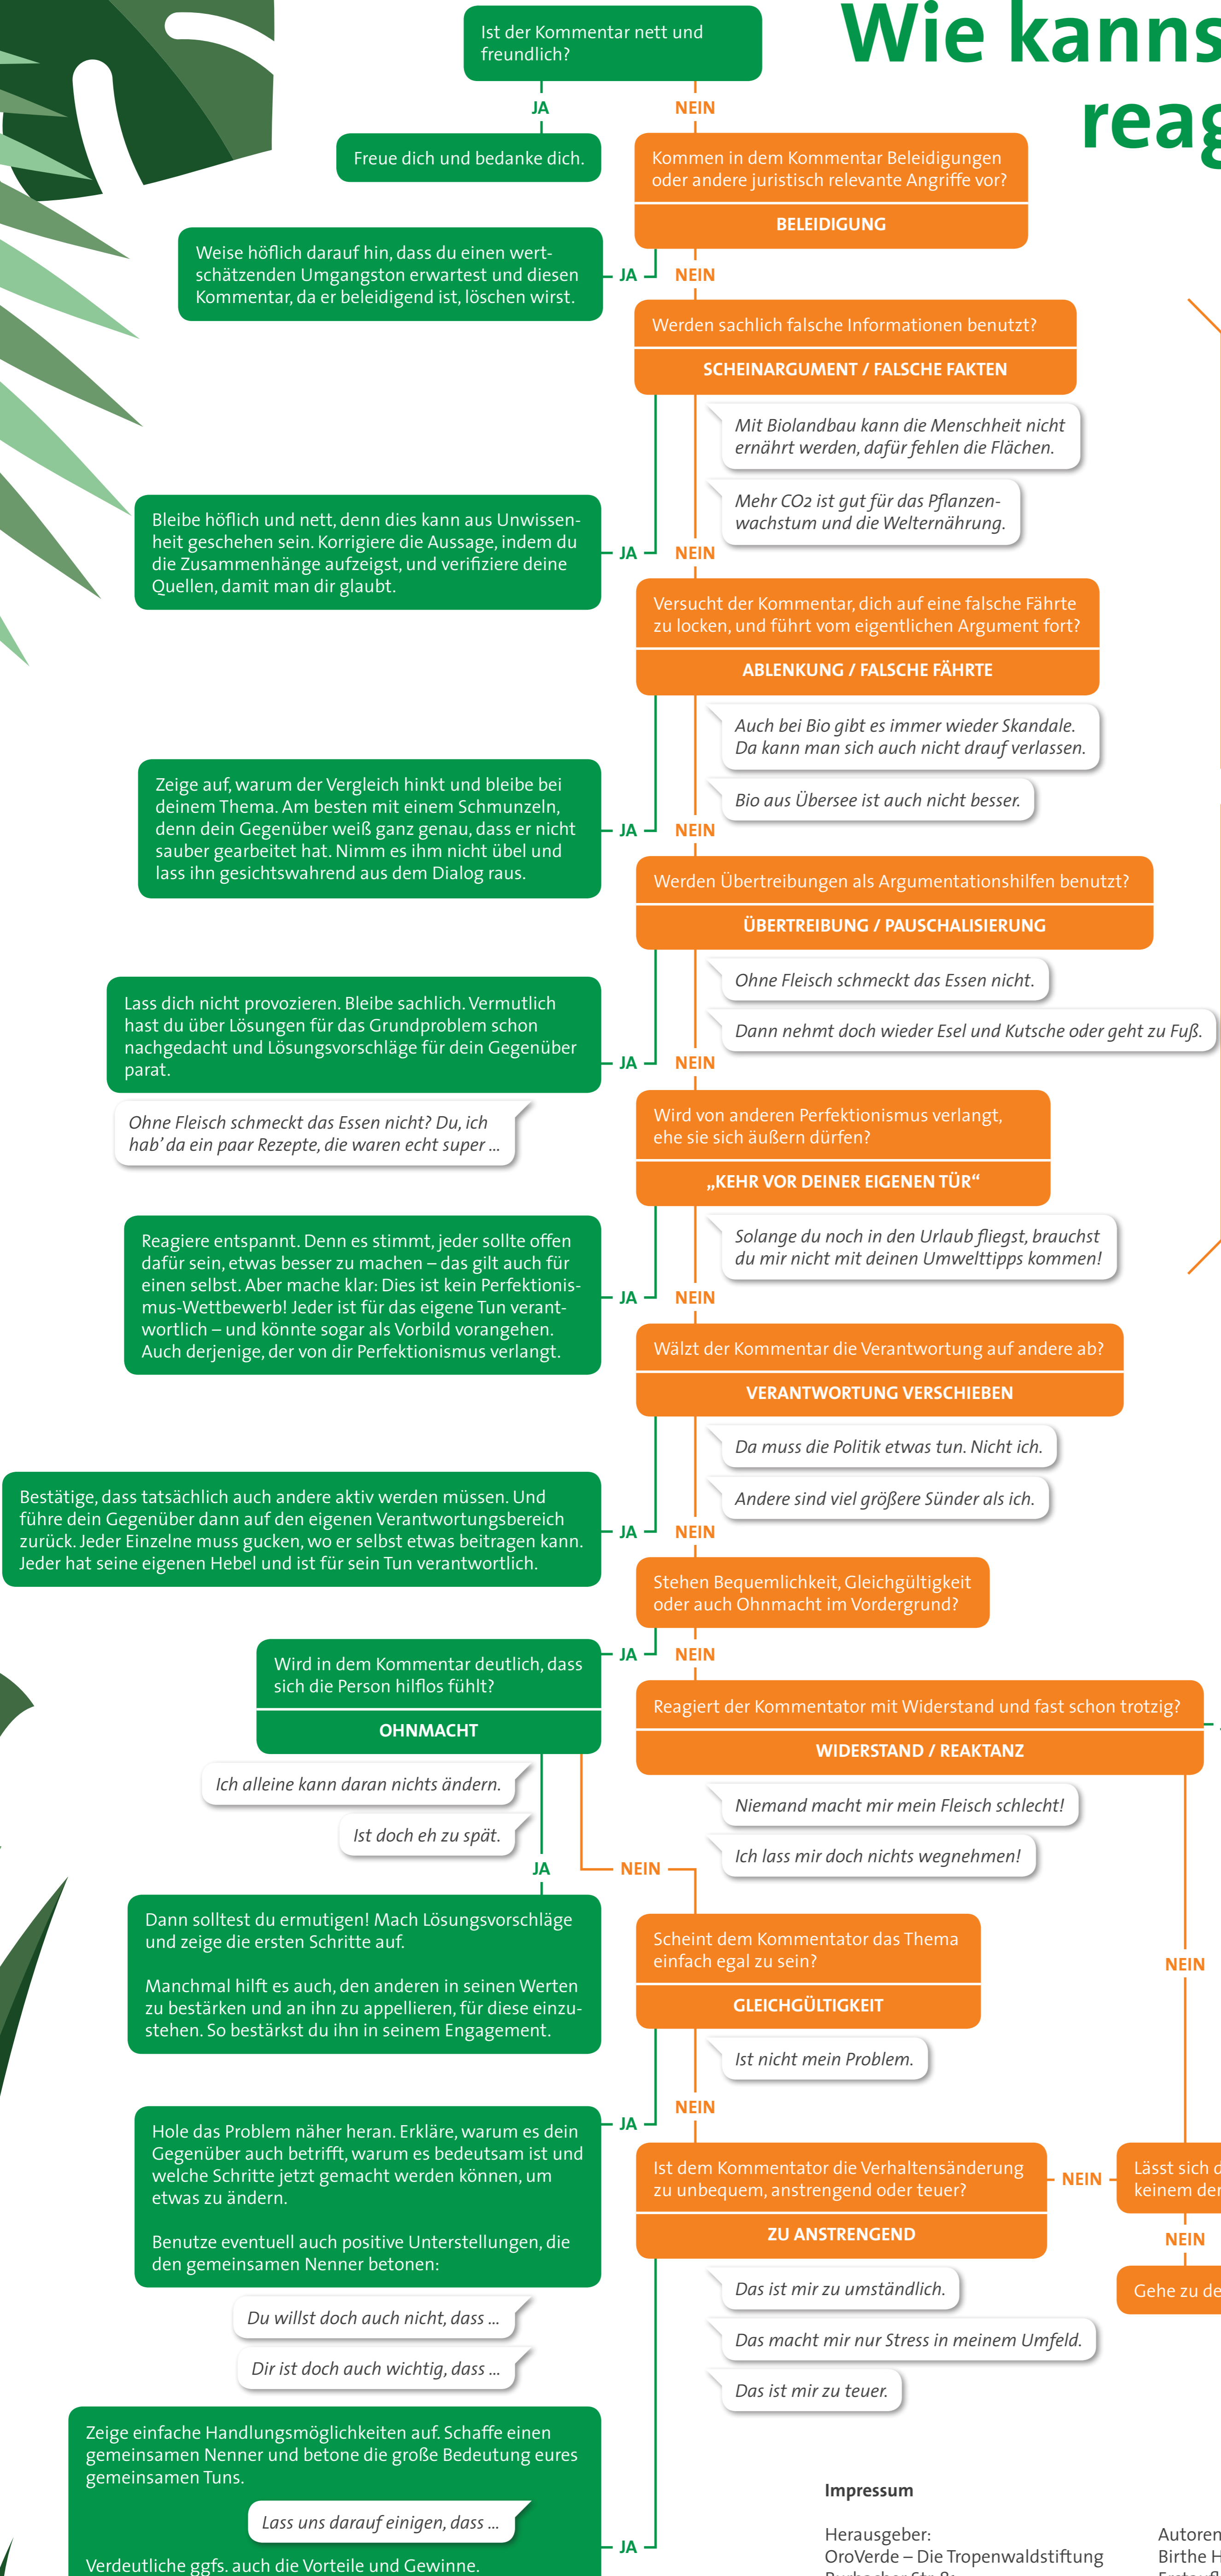 Wie kanns
reag
Ist der Kommentar nett und
freundlich?
JA
NEIN
Freue dich und bedanke dich.
Kommen in dem Kommentar Beleidigungen
oder andere juristisch relevante Angriffe vor?
BELEIDIGUNG
Weise höflich darauf hin, dass du einen wert-
schätzenden Umgangston erwartest und diesen
Kommentar, da er beleidigend ist, löschen wirst.
JA
NEIN
Werden sachlich falsche Informationen benutzt?
SCHEINARGUMENT / FALSCHE FAKTEN
Mit Biolandbau kann die Menschheit nicht
ernährt werden, dafür fehlen die Flächen.
Mehr CO2 ist gut für das Pflanzen-
wachstum und die Welternährung.
Bleibe höflich und nett, denn dies kann aus Unwissen-
heit geschehen sein. Korrigiere die Aussage, indem du
die Zusammenhänge aufzeigst, und verifiziere deine
Quellen, damit man dir glaubt.
JA
NEIN
Versucht der Kommentar, dich auf eine falsche Fährte
zu locken, und führt vom eigentlichen Argument fort?
ABLENKUNG / FALSCHE FÄHRTE
Auch bei Bio gibt es immer wieder Skandale.
Da kann man sich auch nicht drauf verlassen.
Bio aus Übersee ist auch nicht besser.
Zeige auf, warum der Vergleich hinkt und bleibe bei
deinem Thema. Am besten mit einem Schmunzeln,
denn dein Gegenüber weiß ganz genau, dass er nicht
sauber gearbeitet hat. Nimm es ihm nicht übel und
lass ihn gesichtswahrend aus dem Dialog raus.
JA
NEIN
Werden Übertreibungen als Argumentationshilfen benutzt?
ÜBERTREIBUNG / PAUSCHALISIERUNG
Ohne Fleisch schmeckt das Essen nicht.
Dann nehmt doch wieder Esel und Kutsche oder geht zu Fuß.
Lass dich nicht provozieren. Bleibe sachlich. Vermutlich
hast du über Lösungen für das Grundproblem schon
nachgedacht und Lösungsvorschläge für dein Gegenüber
parat.
JA
NEIN
Ohne Fleisch schmeckt das Essen nicht? Du, ich
hab’ da ein paar Rezepte, die waren echt super ...
Wird von anderen Perfektionismus verlangt,
ehe sie sich äußern dürfen?
„KEHR VOR DEINER EIGENEN TÜR“
Solange du noch in den Urlaub fliegst, brauchst
du mir nicht mit deinen Umwelttipps kommen!
Reagiere entspannt. Denn es stimmt, jeder sollte offen
dafür sein, etwas besser zu machen – das gilt auch für
einen selbst. Aber mache klar: Dies ist kein Perfektionis-
mus-Wettbewerb! Jeder ist für das eigene Tun verant-
wortlich – und könnte sogar als Vorbild vorangehen.
Auch derjenige, der von dir Perfektionismus verlangt.
JA
NEIN
Wälzt der Kommentar die Verantwortung auf andere ab?
VERANTWORTUNG VERSCHIEBEN
Da muss die Politik etwas tun. Nicht ich.
Andere sind viel größere Sünder als ich.
Bestätige, dass tatsächlich auch andere aktiv werden müssen. Und
führe dein Gegenüber dann auf den eigenen Verantwortungsbereich
zurück. Jeder Einzelne muss gucken, wo er selbst etwas beitragen kann.
Jeder hat seine eigenen Hebel und ist für sein Tun verantwortlich.
JA
NEIN
Stehen Bequemlichkeit, Gleichgültigkeit
oder auch Ohnmacht im Vordergrund?
JA
NEIN
Wird in dem Kommentar deutlich, dass
sich die Person hilflos fühlt?
OHNMACHT
Ich alleine kann daran nichts ändern.
Ist doch eh zu spät.
Reagiert der Kommentator mit Widerstand und fast schon trotzig?
WIDERSTAND / REAKTANZ
Niemand macht mir mein Fleisch schlecht!
Ich lass mir doch nichts wegnehmen!
JA
NEIN
Dann solltest du ermutigen! Mach Lösungsvorschläge
und zeige die ersten Schritte auf.
Manchmal hilft es auch, den anderen in seinen Werten
zu bestärken und an ihn zu appellieren, für diese einzu-
stehen. So bestärkst du ihn in seinem Engagement.
Scheint dem Kommentator das Thema
einfach egal zu sein?
GLEICHGÜLTIGKEIT
Ist nicht mein Problem.
NEIN
Hole das Problem näher heran. Erkläre, warum es dein
Gegenüber auch betrifft, warum es bedeutsam ist und
welche Schritte jetzt gemacht werden können, um
etwas zu ändern.
Benutze eventuell auch positive Unterstellungen, die
den gemeinsamen Nenner betonen:
JA
NEIN
Du willst doch auch nicht, dass ...
Dir ist doch auch wichtig, dass ...
Ist dem Kommentator die Verhaltensänderung
zu unbequem, anstrengend oder teuer?
ZU ANSTRENGEND
NEIN
Lässt sich d
keinem der
NEIN
Gehe zu de
Das ist mir zu umständlich.
Das macht mir nur Stress in meinem Umfeld.
Das ist mir zu teuer.
Zeige einfache Handlungsmöglichkeiten auf. Schaffe einen
gemeinsamen Nenner und betone die große Bedeutung eures
gemeinsamen Tuns.
Lass uns darauf einigen, dass ...
Verdeutliche ggfs. auch die Vorteile und Gewinne.
JA
Impressum
Herausgeber:
OroVerde – Die Tropenwaldstiftung
Autoren
Birthe H